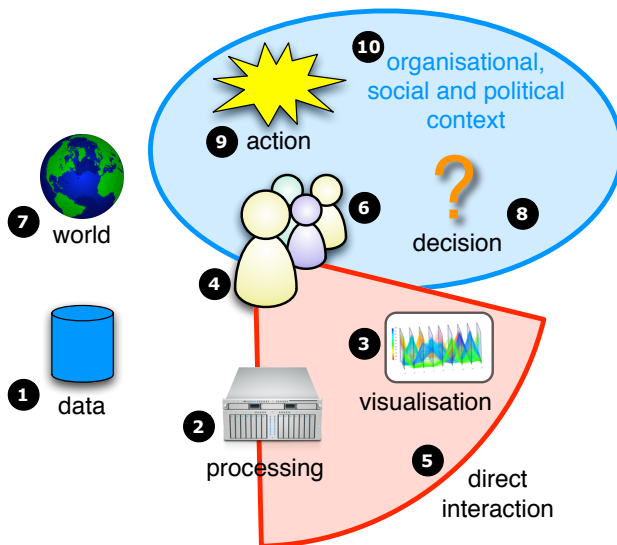 10
organisational,
social and political
context
9
action
6
7
world
8
decision
4
1
data
3
visualisation
2
processing
5
direct
interaction